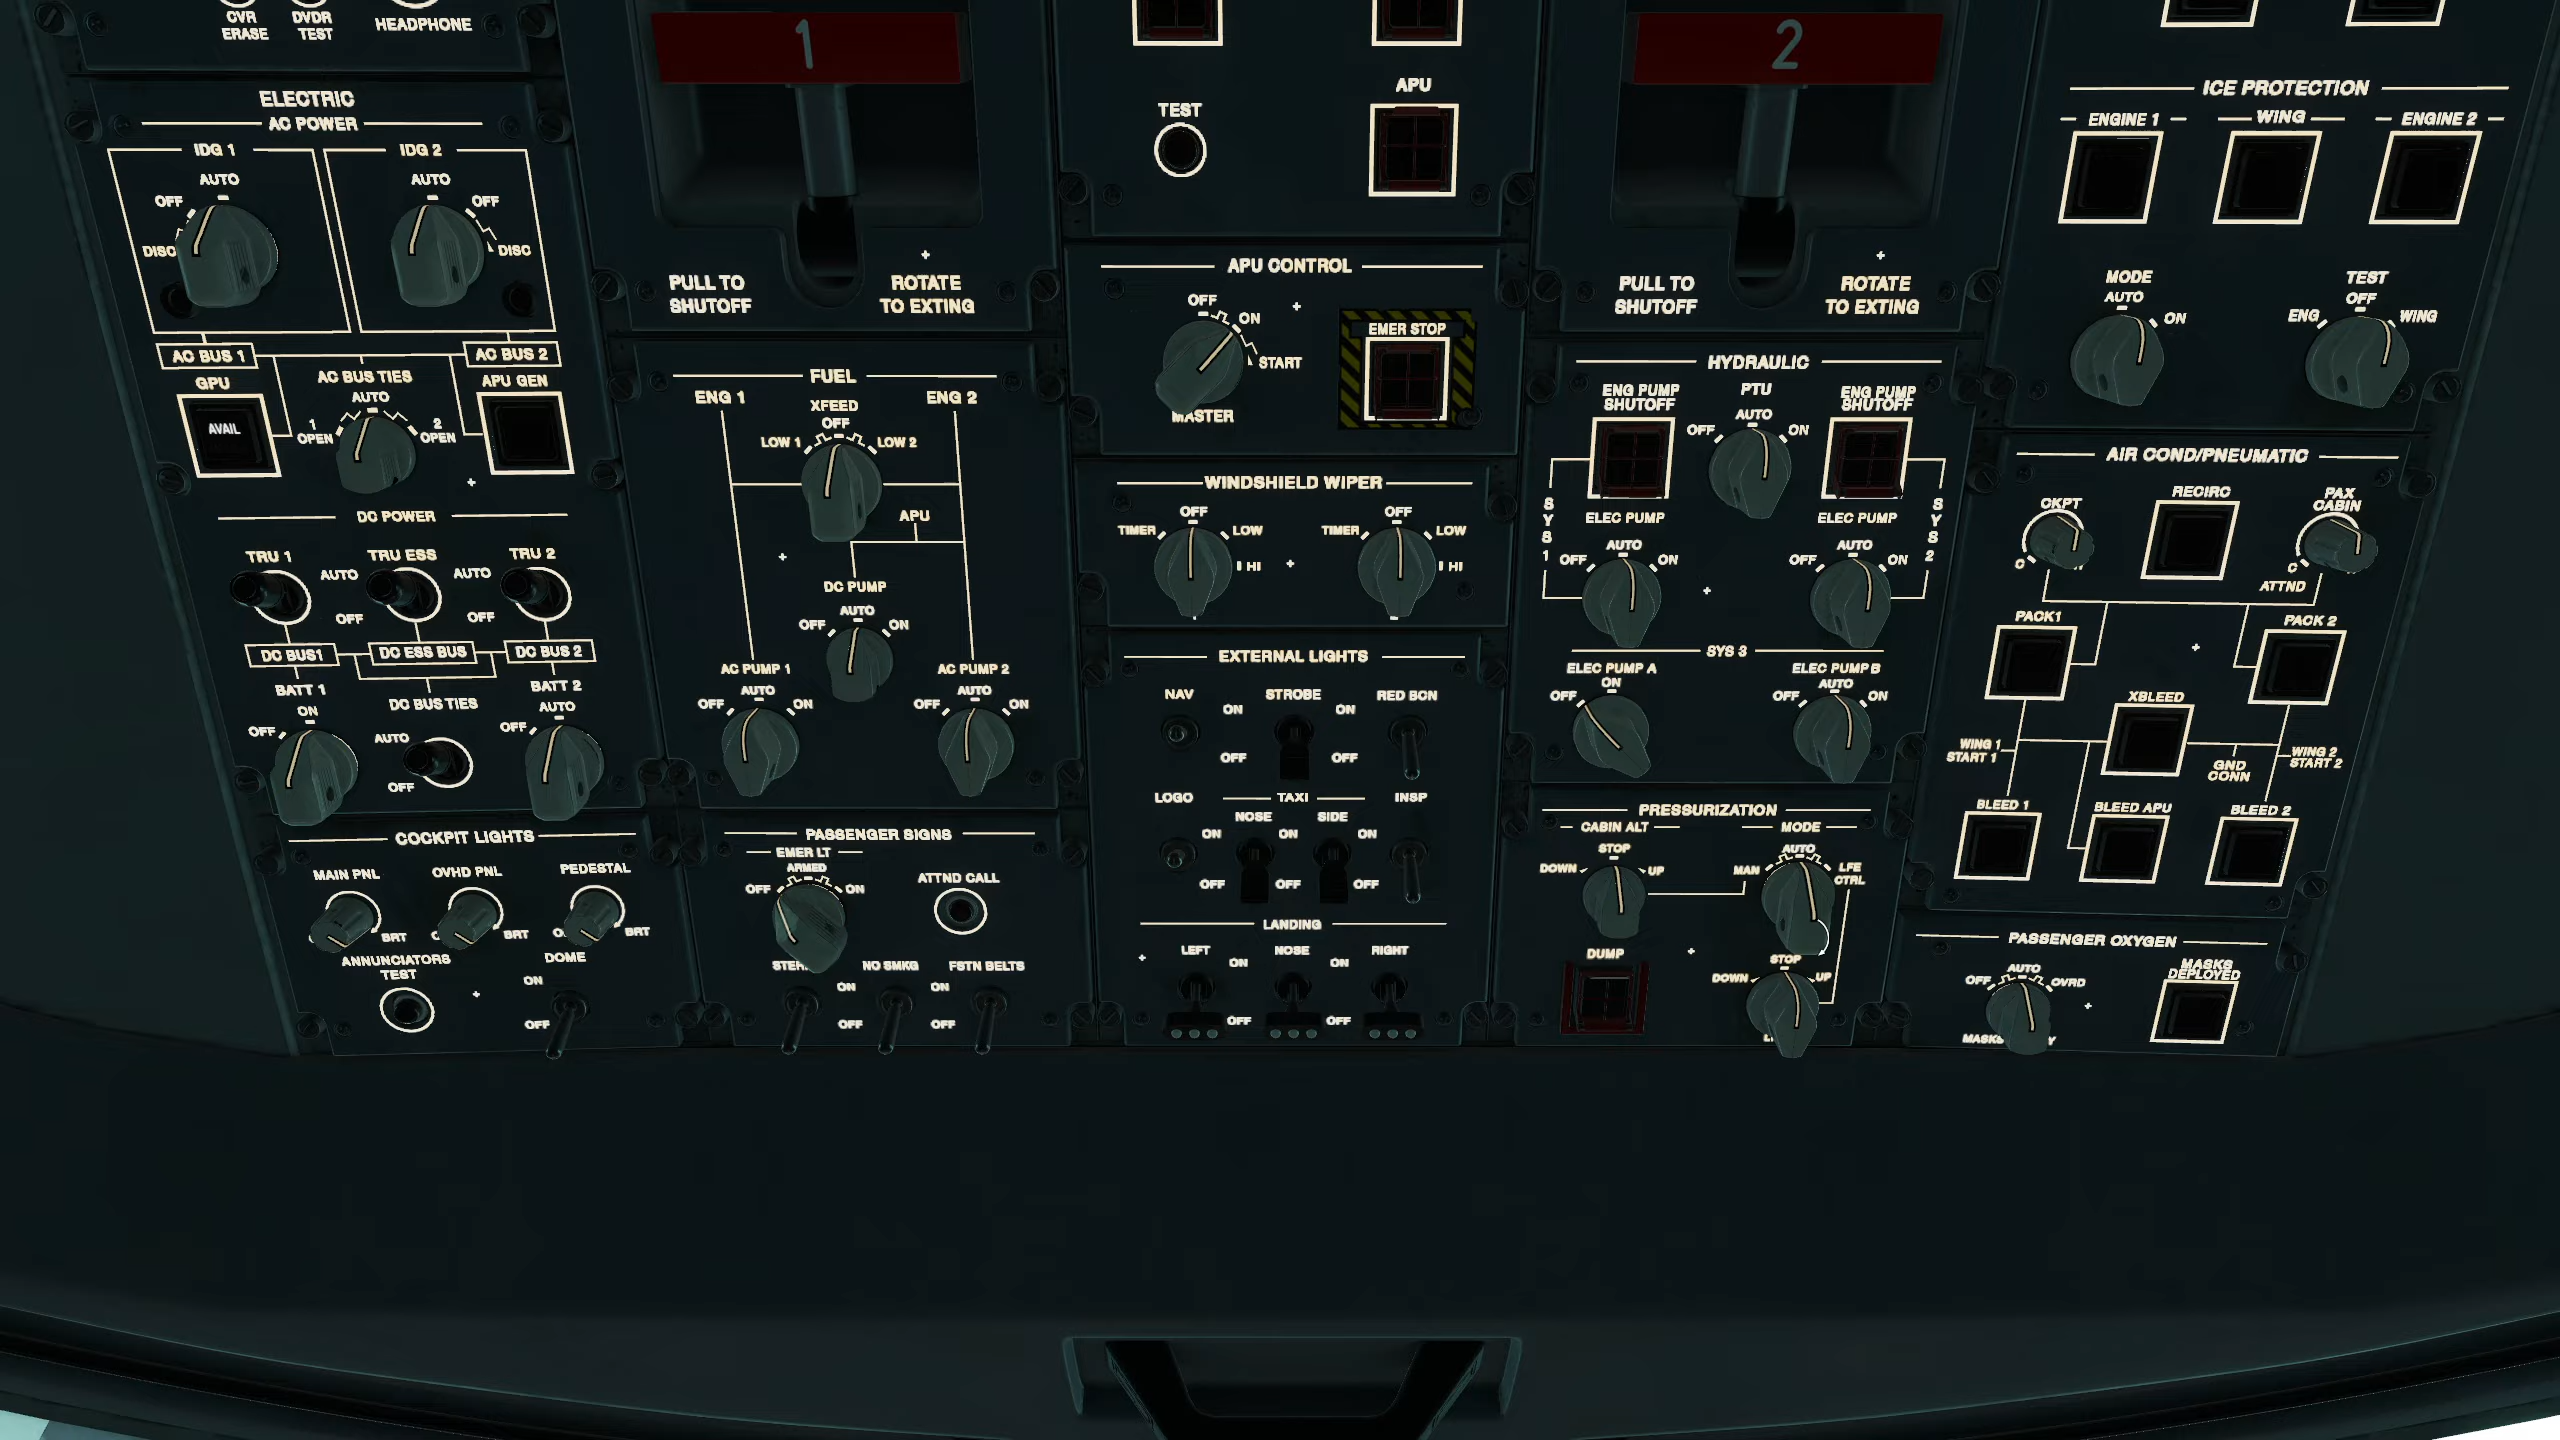 CVR ERASE
DVDR TEST
HEADPHONE
ELECTRIC
AC POWER
IDG 1
AUTO
OFF
DISC
IDG 2
AUTO
OFF
DISC
AC BUS 1
AC BUS 2
GPU
AVAIL
AC BUS TIES
AUTO
1 OPEN
2 OPEN
APU GEN
DC POWER
TRU 1
TRU ESS
TRU 2
AUTO
AUTO
OFF
OFF
DC BUS1
DC ESS BUS
DC BUS 2
BATT 1
ON
OFF
DC BUS TIES
AUTO
OFF
BATT 2
AUTO
OFF
COCKPIT LIGHTS
MAIN PNL
OVHD PNL
PEDESTAL
BRT
BRT
BRT
ANNUNCIATORS
TEST
DOME
ON
OFF
1
PULL TO
SHUTOFF
ROTATE
TO EXTING
FUEL
ENG 1
ENG 2
XFEED
OFF
LOW 1
LOW 2
APU
DC PUMP
AUTO
OFF
ON
AC PUMP 1
AUTO
OFF
ON
AC PUMP 2
AUTO
OFF
ON
PASSENGER SIGNS
EMER LT
ARMED
OFF
ON
ATTND CALL
NO SMKG
FSTN BELTS
ON
ON
OFF
OFF
TEST
APU
APU CONTROL
OFF
ON
START
MASTER
EMER STOP
WINDSHIELD WIPER
OFF
TIMER
LOW
HI
OFF
TIMER
LOW
HI
EXTERNAL LIGHTS
NAV
STROBE
RED BCN
ON
ON
OFF
OFF
LOGO
TAXI
INSP
NOSE
SIDE
ON
ON
ON
OFF
OFF
OFF
LANDING
LEFT
NOSE
RIGHT
ON
ON
OFF
OFF
2
PULL TO
SHUTOFF
ROTATE
TO EXTING
HYDRAULIC
ENG PUMP
SHUTOFF
PTU
AUTO
OFF
ON
ENG PUMP
SHUTOFF
SYS 1
SYS 2
ELEC PUMP
AUTO
OFF
ON
ELEC PUMP
AUTO
OFF
ON
SYS 3
ELEC PUMP A
ON
OFF
ELEC PUMP B
AUTO
OFF
ON
PRESSURIZATION
CABIN ALT
STOP
DOWN
UP
MODE
AUTO
MAN
LFE
CTRL
DUMP
STOP
DOWN
UP
ICE PROTECTION
ENGINE 1
WING
ENGINE 2
MODE
AUTO
ON
TEST
OFF
ENG
WING
AIR COND/PNEUMATIC
CKPT
C
RECIRC
PAX
CABIN
C
ATTND
PACK1
PACK 2
XBLEED
WING 1
START 1
GND
CONN
WING 2
START 2
BLEED 1
BLEED APU
BLEED 2
PASSENGER OXYGEN
AUTO
OFF
OVRD
MASKS
DEPLOYED